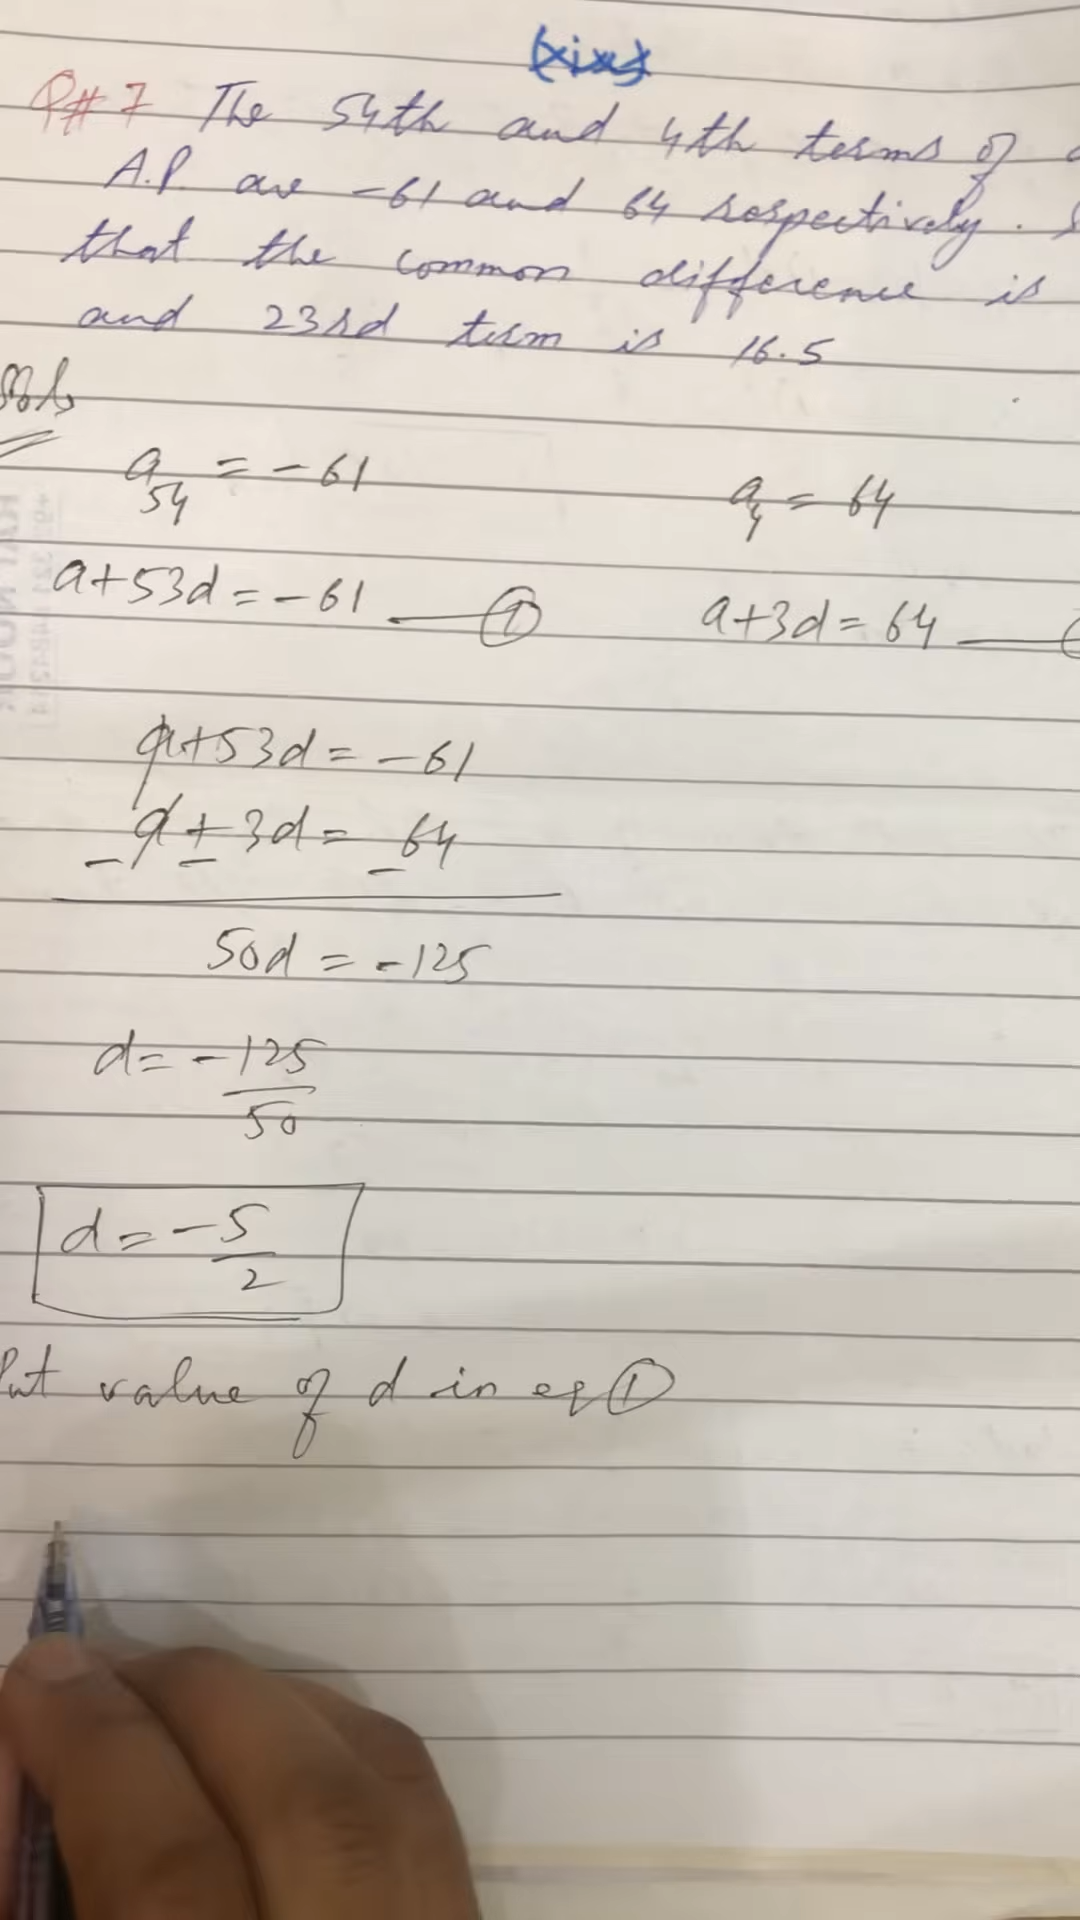 Q#7 The 54th and 4th terms of
A.P. are -61 and 64 respectively.
that the common difference is
and 23rd term is 16.5
a₅₄ = -61 a₄ = 64
a+53d = -61 ① a+3d = 64
a+53d = -61
a+3d = 64
- - -
50d = -125
d = -125/50
d = -5/2
Put value of d in eq ①